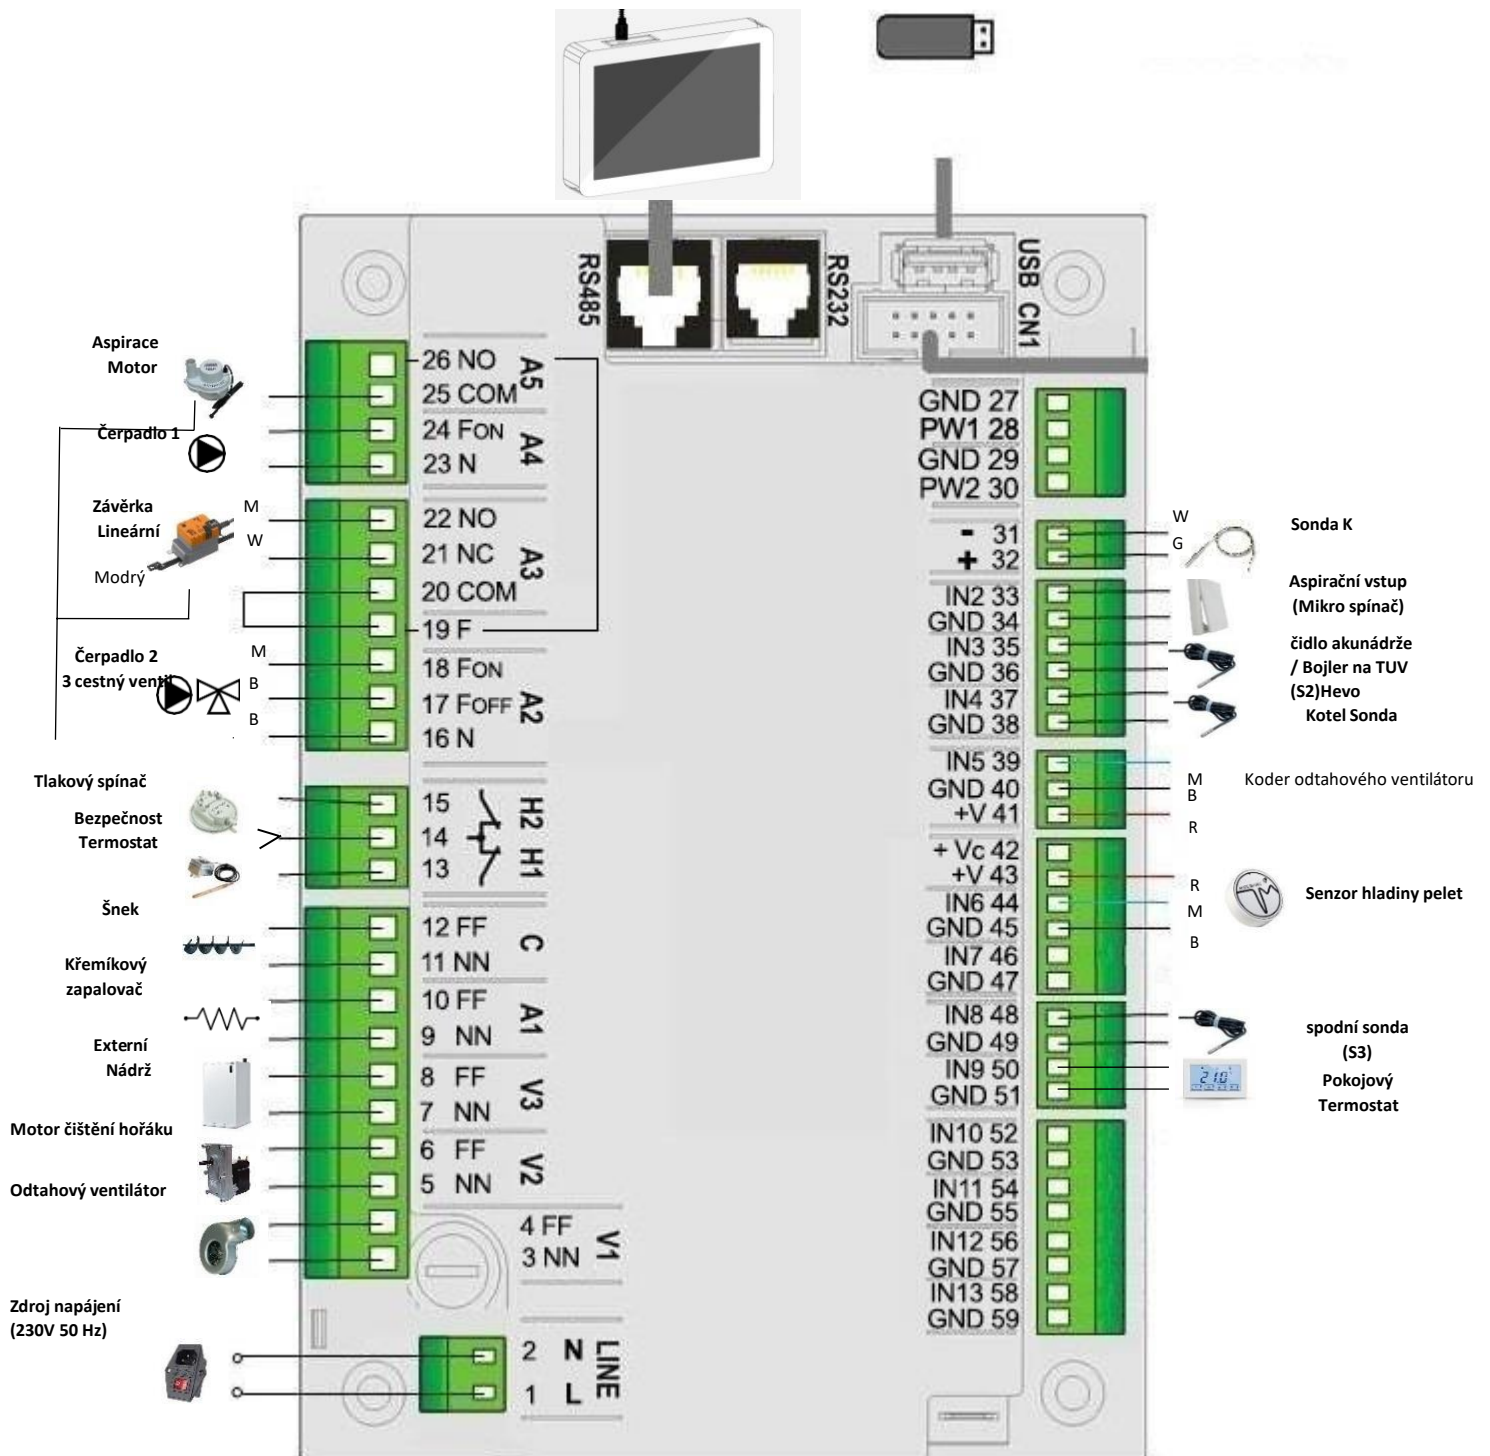 RS485
RS232
USB CN1
Aspirace
Motor
Čerpadlo 1
Závěrka
Lineární
Modrý
M
W
Čerpadlo 2
3 cestný ventil
M
B
B
Tlakový spínač
Bezpečnost
Termostat
Šnek
Křemíkový
zapalovač
Externí
Nádrž
Motor čištění hořáku
Odtahový ventilátor
Zdroj napájení
(230V 50 Hz)
26 NO
25 COM
A5
24 FON
23 N
A4
22 NO
21 NC
20 COM
A3
19 F
18 FON
17 FOFF
16 N
A2
15
14
13
H2 H1
12 FF
11 NN
C
10 FF
9 NN
A1
8 FF
7 NN
V3
6 FF
5 NN
V2
4 FF
3 NN
V1
2 N
1 L
LINE
GND 27
PW1 28
GND 29
PW2 30
- 31
+ 32
IN2 33
GND 34
IN3 35
GND 36
IN4 37
GND 38
IN5 39
GND 40
+V 41
+ Vc 42
+V 43
IN6 44
GND 45
IN7 46
GND 47
IN8 48
GND 49
IN9 50
GND 51
IN10 52
GND 53
IN11 54
GND 55
IN12 56
GND 57
IN13 58
GND 59
W
G
Sonda K
Aspirační vstup
(Mikro spínač)
čidlo akunádrže
/ Bojler na TUV
(S2)Hevo
Kotel Sonda
M
B
R
Koder odtahového ventilátoru
R
M
B
Senzor hladiny pelet
spodní sonda
(S3)
21.0
Pokojový
Termostat